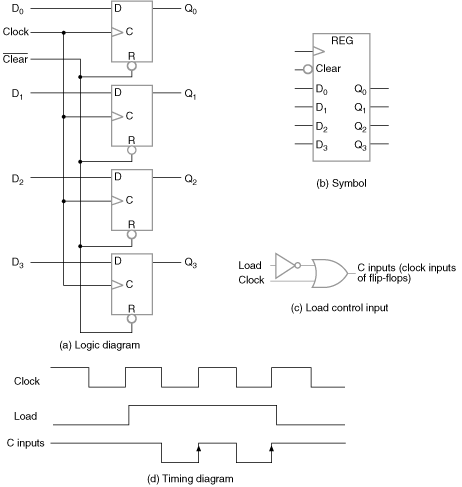 D0 D Q0
Clock C
Clear
R
D1 D Q1
C
R
D2 D Q2
C
R
D3 D Q3
C
R
(a) Logic diagram
REG
Clear
D0 Q0
D1 Q1
D2 Q2
D3 Q3
(b) Symbol
Load
Clock
C inputs (clock inputs
of flip-flops)
(c) Load control input
Clock
Load
C inputs
(d) Timing diagram